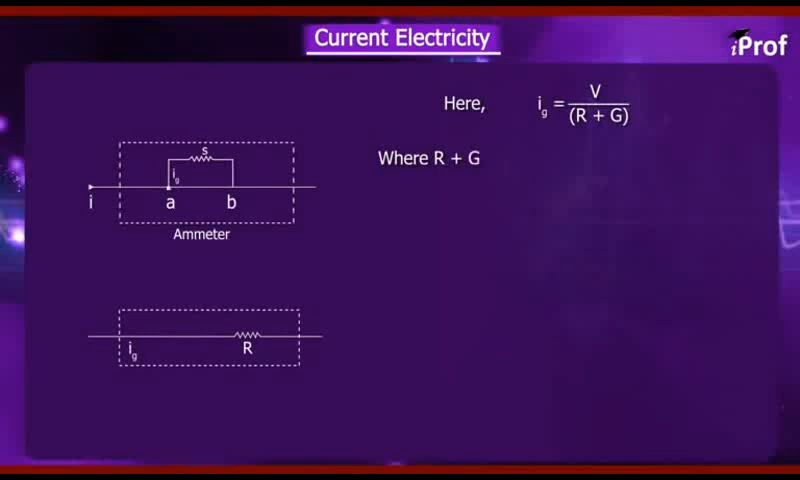 Current Electricity
iProf
Here, i_g = V / (R + G)
Where R + G
s
i_g
i a b
Ammeter
i_g R